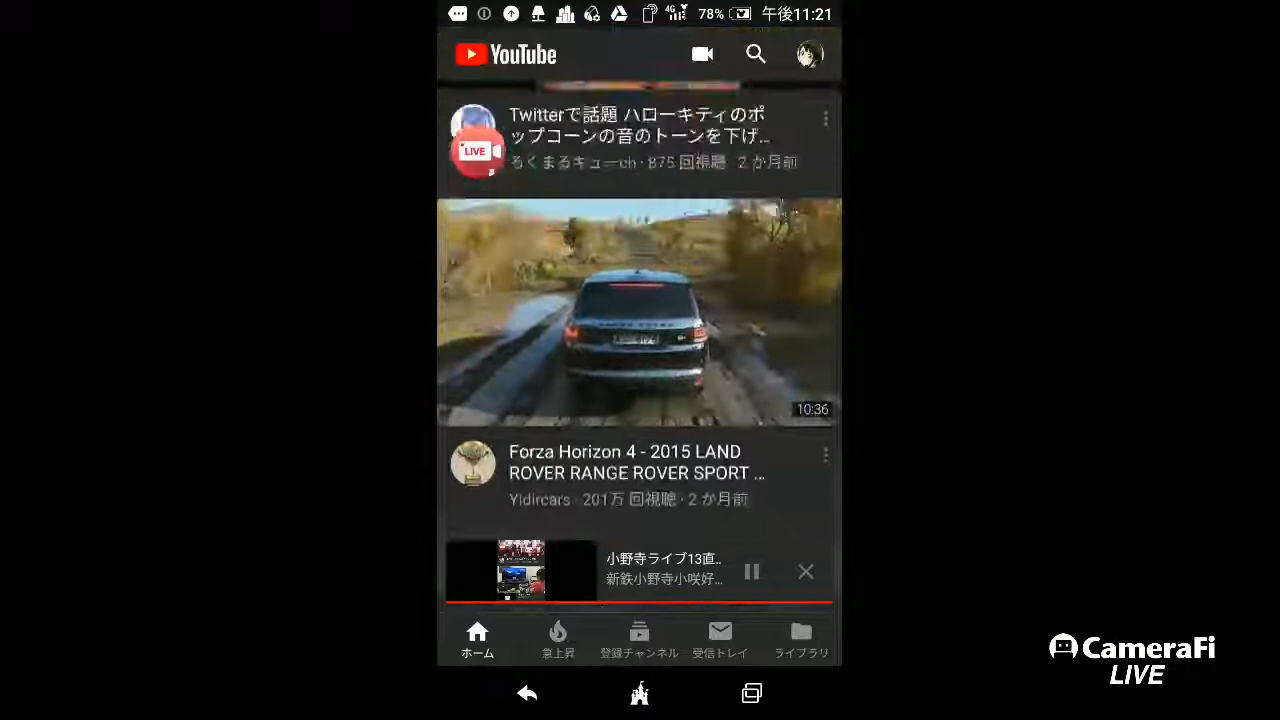 4G 78% 午後11:21
YouTube
Twitterで話題 ハローキティのポ
ップコーンの音のトーンを下げ...
LIVE
るくまるキューch · 875 回視聴 · 2 か月前
10:36
Forza Horizon 4 - 2015 LAND
ROVER RANGE ROVER SPORT ...
Yldircars · 201万 回視聴 · 2 か月前
小野寺ライブ13直..
新鉄小野寺小咲好...
ホーム 急上昇 登録チャンネル 受信トレイ ライブラリ
CameraFi
LIVE